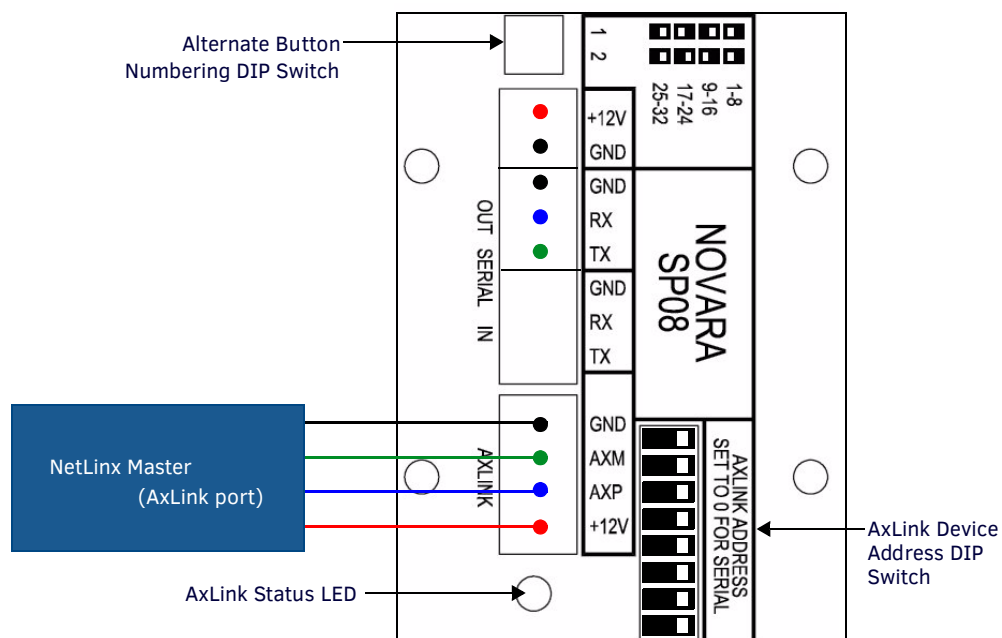 Alternate Button
Numbering DIP Switch
1
2
25-32
17-24
9-16
1-8
+12V
GND
GND
RX
TX
GND
RX
TX
OUT SERIAL IN
NOVARA
SP08
NetLinx Master
(AxLink port)
AXLINK
GND
AXM
AXP
+12V
AXLINK ADDRESS
SET TO 0 FOR SERIAL
AxLink Device
Address DIP
Switch
AxLink Status LED